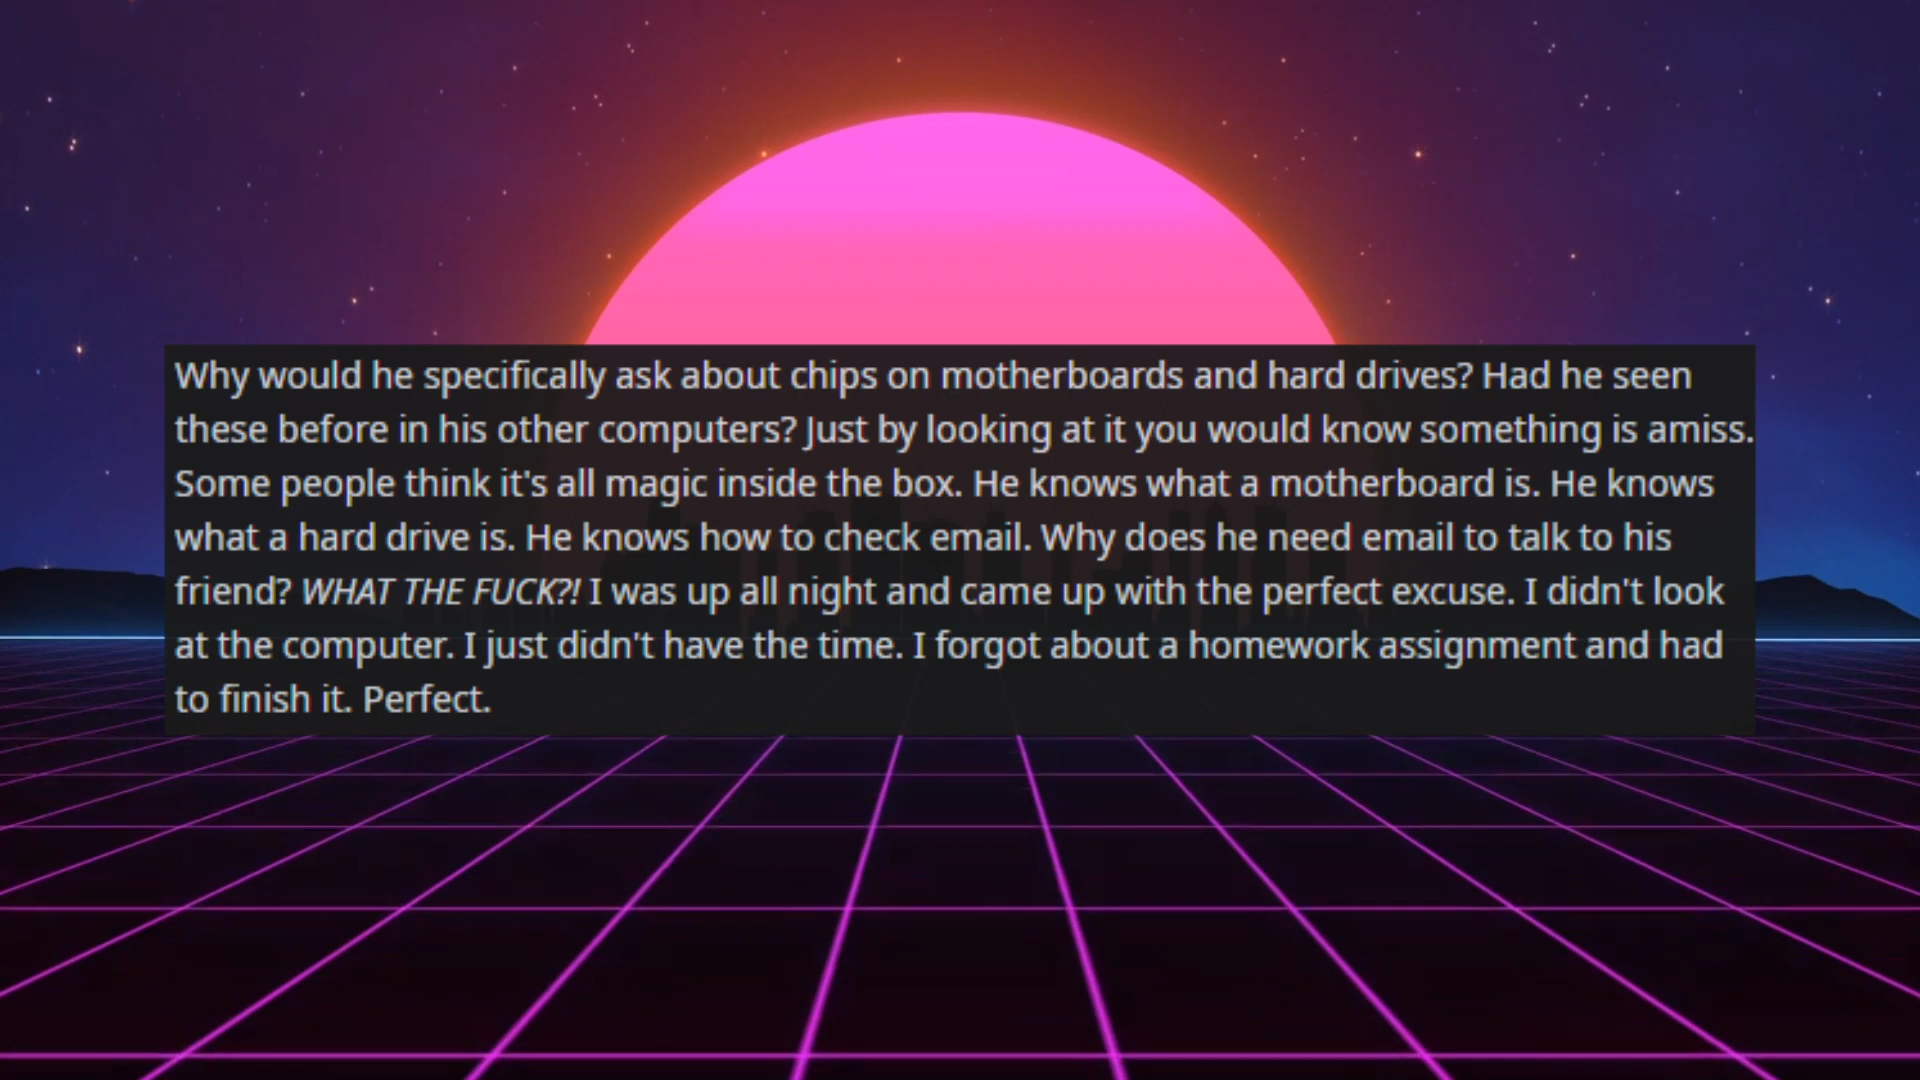 Why would he specifically ask about chips on motherboards and hard drives? Had he seen
these before in his other computers? Just by looking at it you would know something is amiss.
Some people think it's all magic inside the box. He knows what a motherboard is. He knows
what a hard drive is. He knows how to check email. Why does he need email to talk to his
friend? WHAT THE FUCK?! I was up all night and came up with the perfect excuse. I didn't look
at the computer. I just didn't have the time. I forgot about a homework assignment and had
to finish it. Perfect.